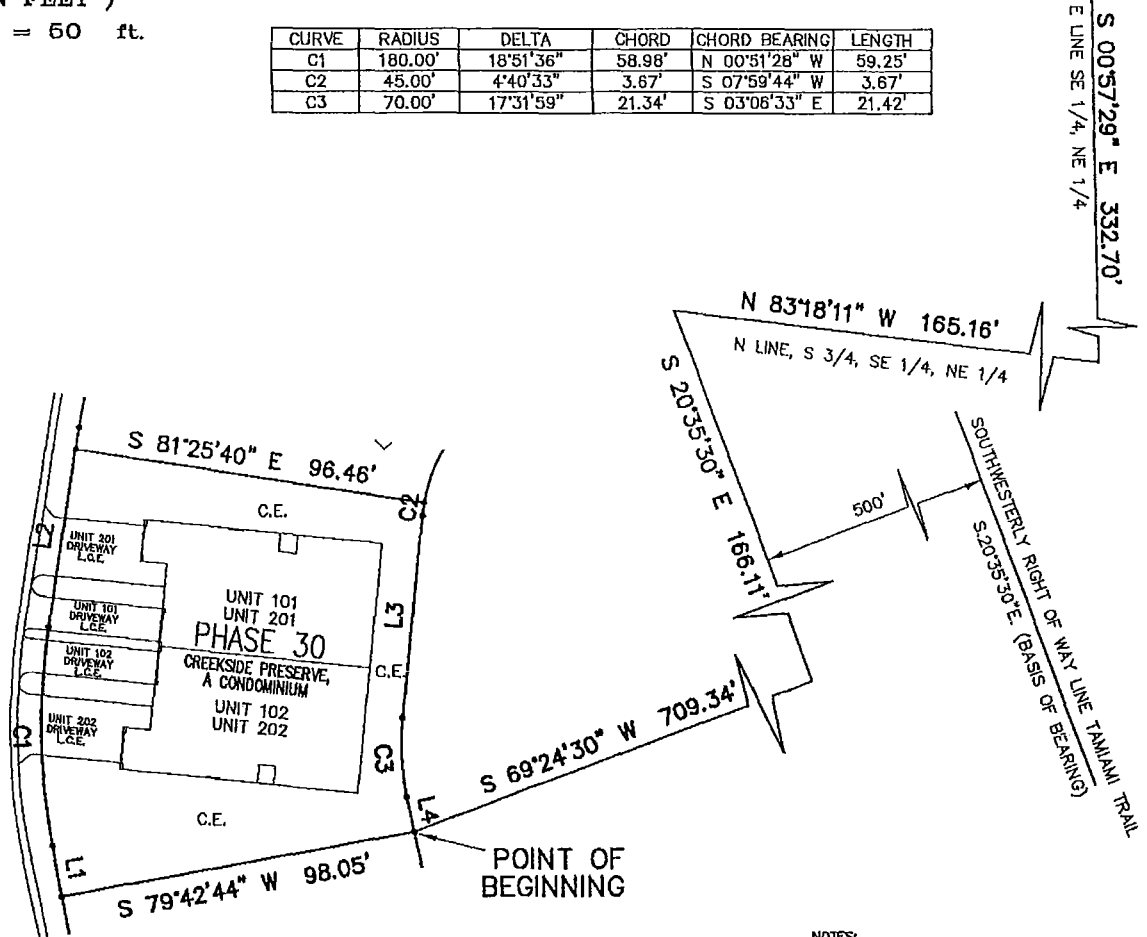 N FEET )
= 50 ft.
CURVE RADIUS DELTA CHORD CHORD BEARING LENGTH
C1 180.00' 18°51'36" 58.98' N 00°51'28" W 59.25'
C2 45.00' 4°40'33" 3.67' S 07°59'44" W 3.67'
C3 70.00' 17°31'59" 21.34' S 03°06'33" E 21.42'
S 00°57'29" E 332.70'
E LINE SE 1/4, NE 1/4
N 83°18'11" W 165.16'
N LINE, S 3/4, SE 1/4, NE 1/4
S 20°35'30" E 166.11'
500'
SOUTHWESTERLY RIGHT OF WAY LINE TAMIAMI TRAIL
S.20°35'30"E. (BASIS OF BEARING)
S 81°25'40" E 96.46'
C.E.
C2
L2
UNIT 201
DRIVEWAY
L.C.E.
UNIT 101
DRIVEWAY
L.C.E.
UNIT 102
DRIVEWAY
L.C.E.
UNIT 202
DRIVEWAY
L.C.E.
UNIT 101
UNIT 201
PHASE 30
CREEKSIDE PRESERVE,
A CONDOMINIUM
UNIT 102
UNIT 202
L3
C.E.
C1
C3
S 69°24'30" W 709.34'
L4
C.E.
L1
S 79°42'44" W 98.05'
POINT OF
BEGINNING
NOTES: